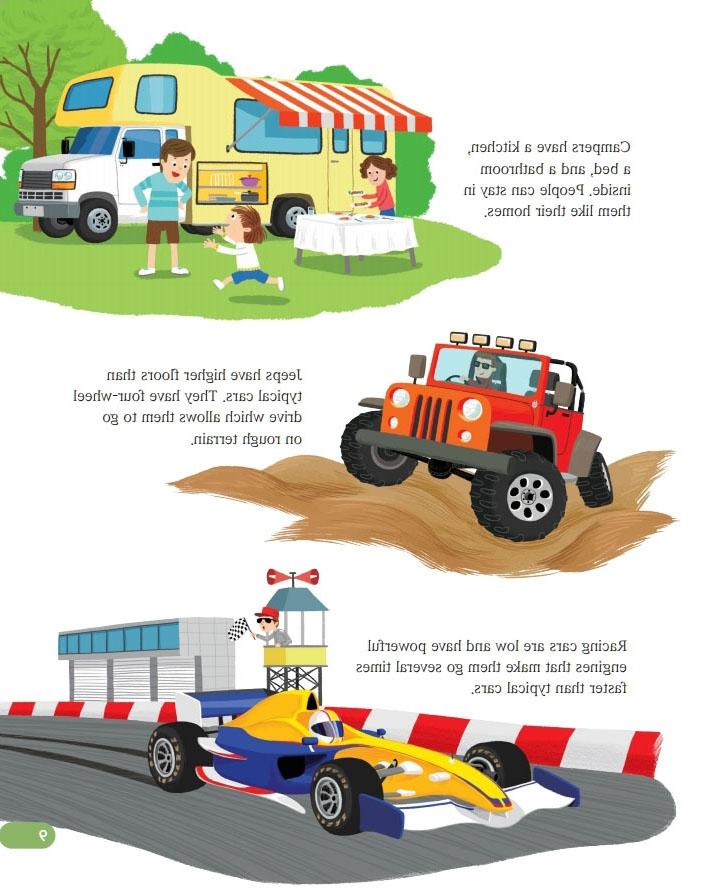 Campers have a kitchen,
a bed, and a bathroom
inside. People can stay in
them like their homes.
Jeeps have higher floors than
typical cars. They have four-wheel
drive which allows them to go
on rough terrain.
Racing cars are low and have powerful
engines that make them go several times
faster than typical cars.
9